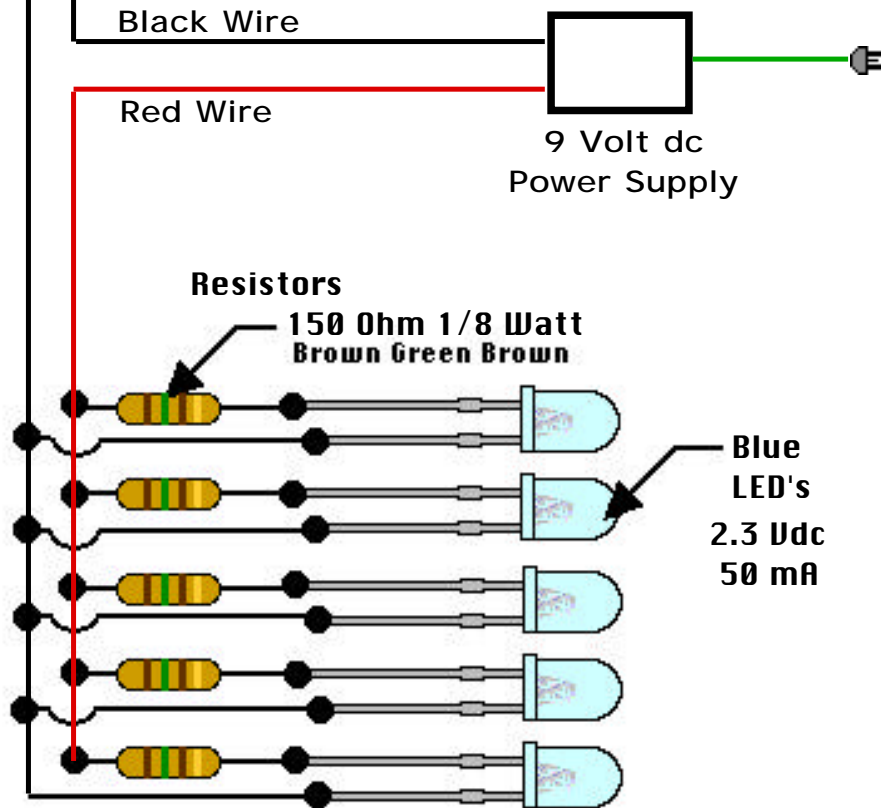 Black Wire
Red Wire
9 Volt dc
Power Supply
Resistors
150 Ohm 1/8 Watt
Brown Green Brown
Blue
LED's
2.3 Vdc
50 mA